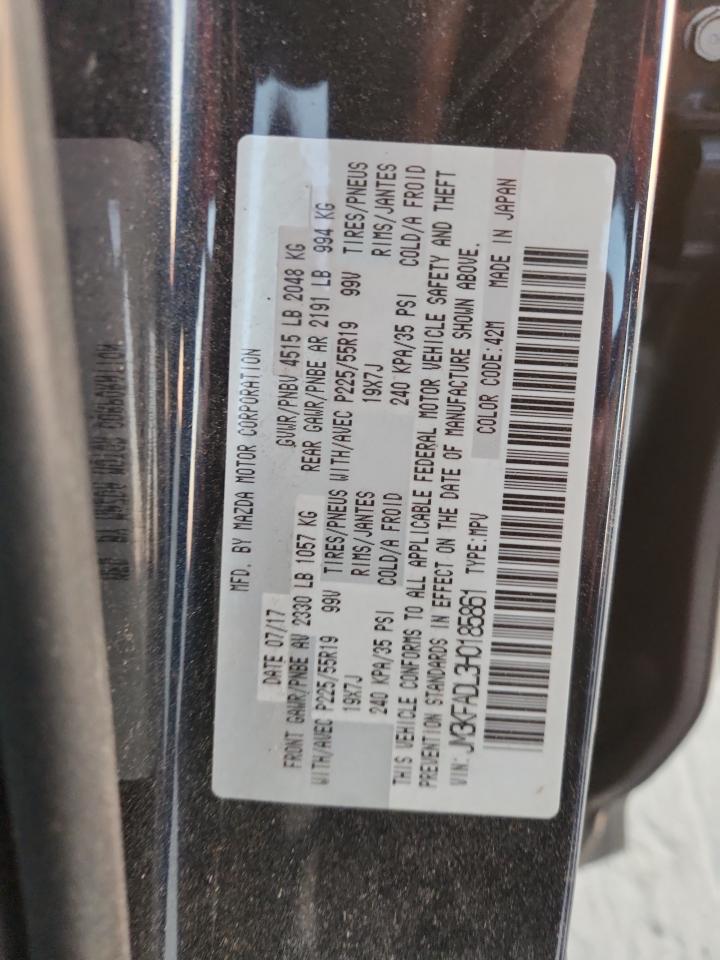 MFD. BY MAZDA MOTOR CORPORATION
DATE 07/17 GVWR/PNBV 4515 LB 2048 KG
FRONT GAWR/PNBE AV 2330 LB 1057 KG REAR GAWR/PNBE AR 2191 LB 994 KG
WITH/AVEC P225/55R19 99V TIRES/PNEUS WITH/AVEC P225/55R19 99V TIRES/PNEUS
19X7J RIMS/JANTES 19X7J RIMS/JANTES
240 KPA/35 PSI COLD/A FROID 240 KPA/35 PSI COLD/A FROID
THIS VEHICLE CONFORMS TO ALL APPLICABLE FEDERAL MOTOR VEHICLE SAFETY AND THEFT
PREVENTION STANDARDS IN EFFECT ON THE DATE OF MANUFACTURE SHOWN ABOVE.
VIN: JM3KFADL3H0185861 TYPE:MPV COLOR CODE:42M MADE IN JAPAN